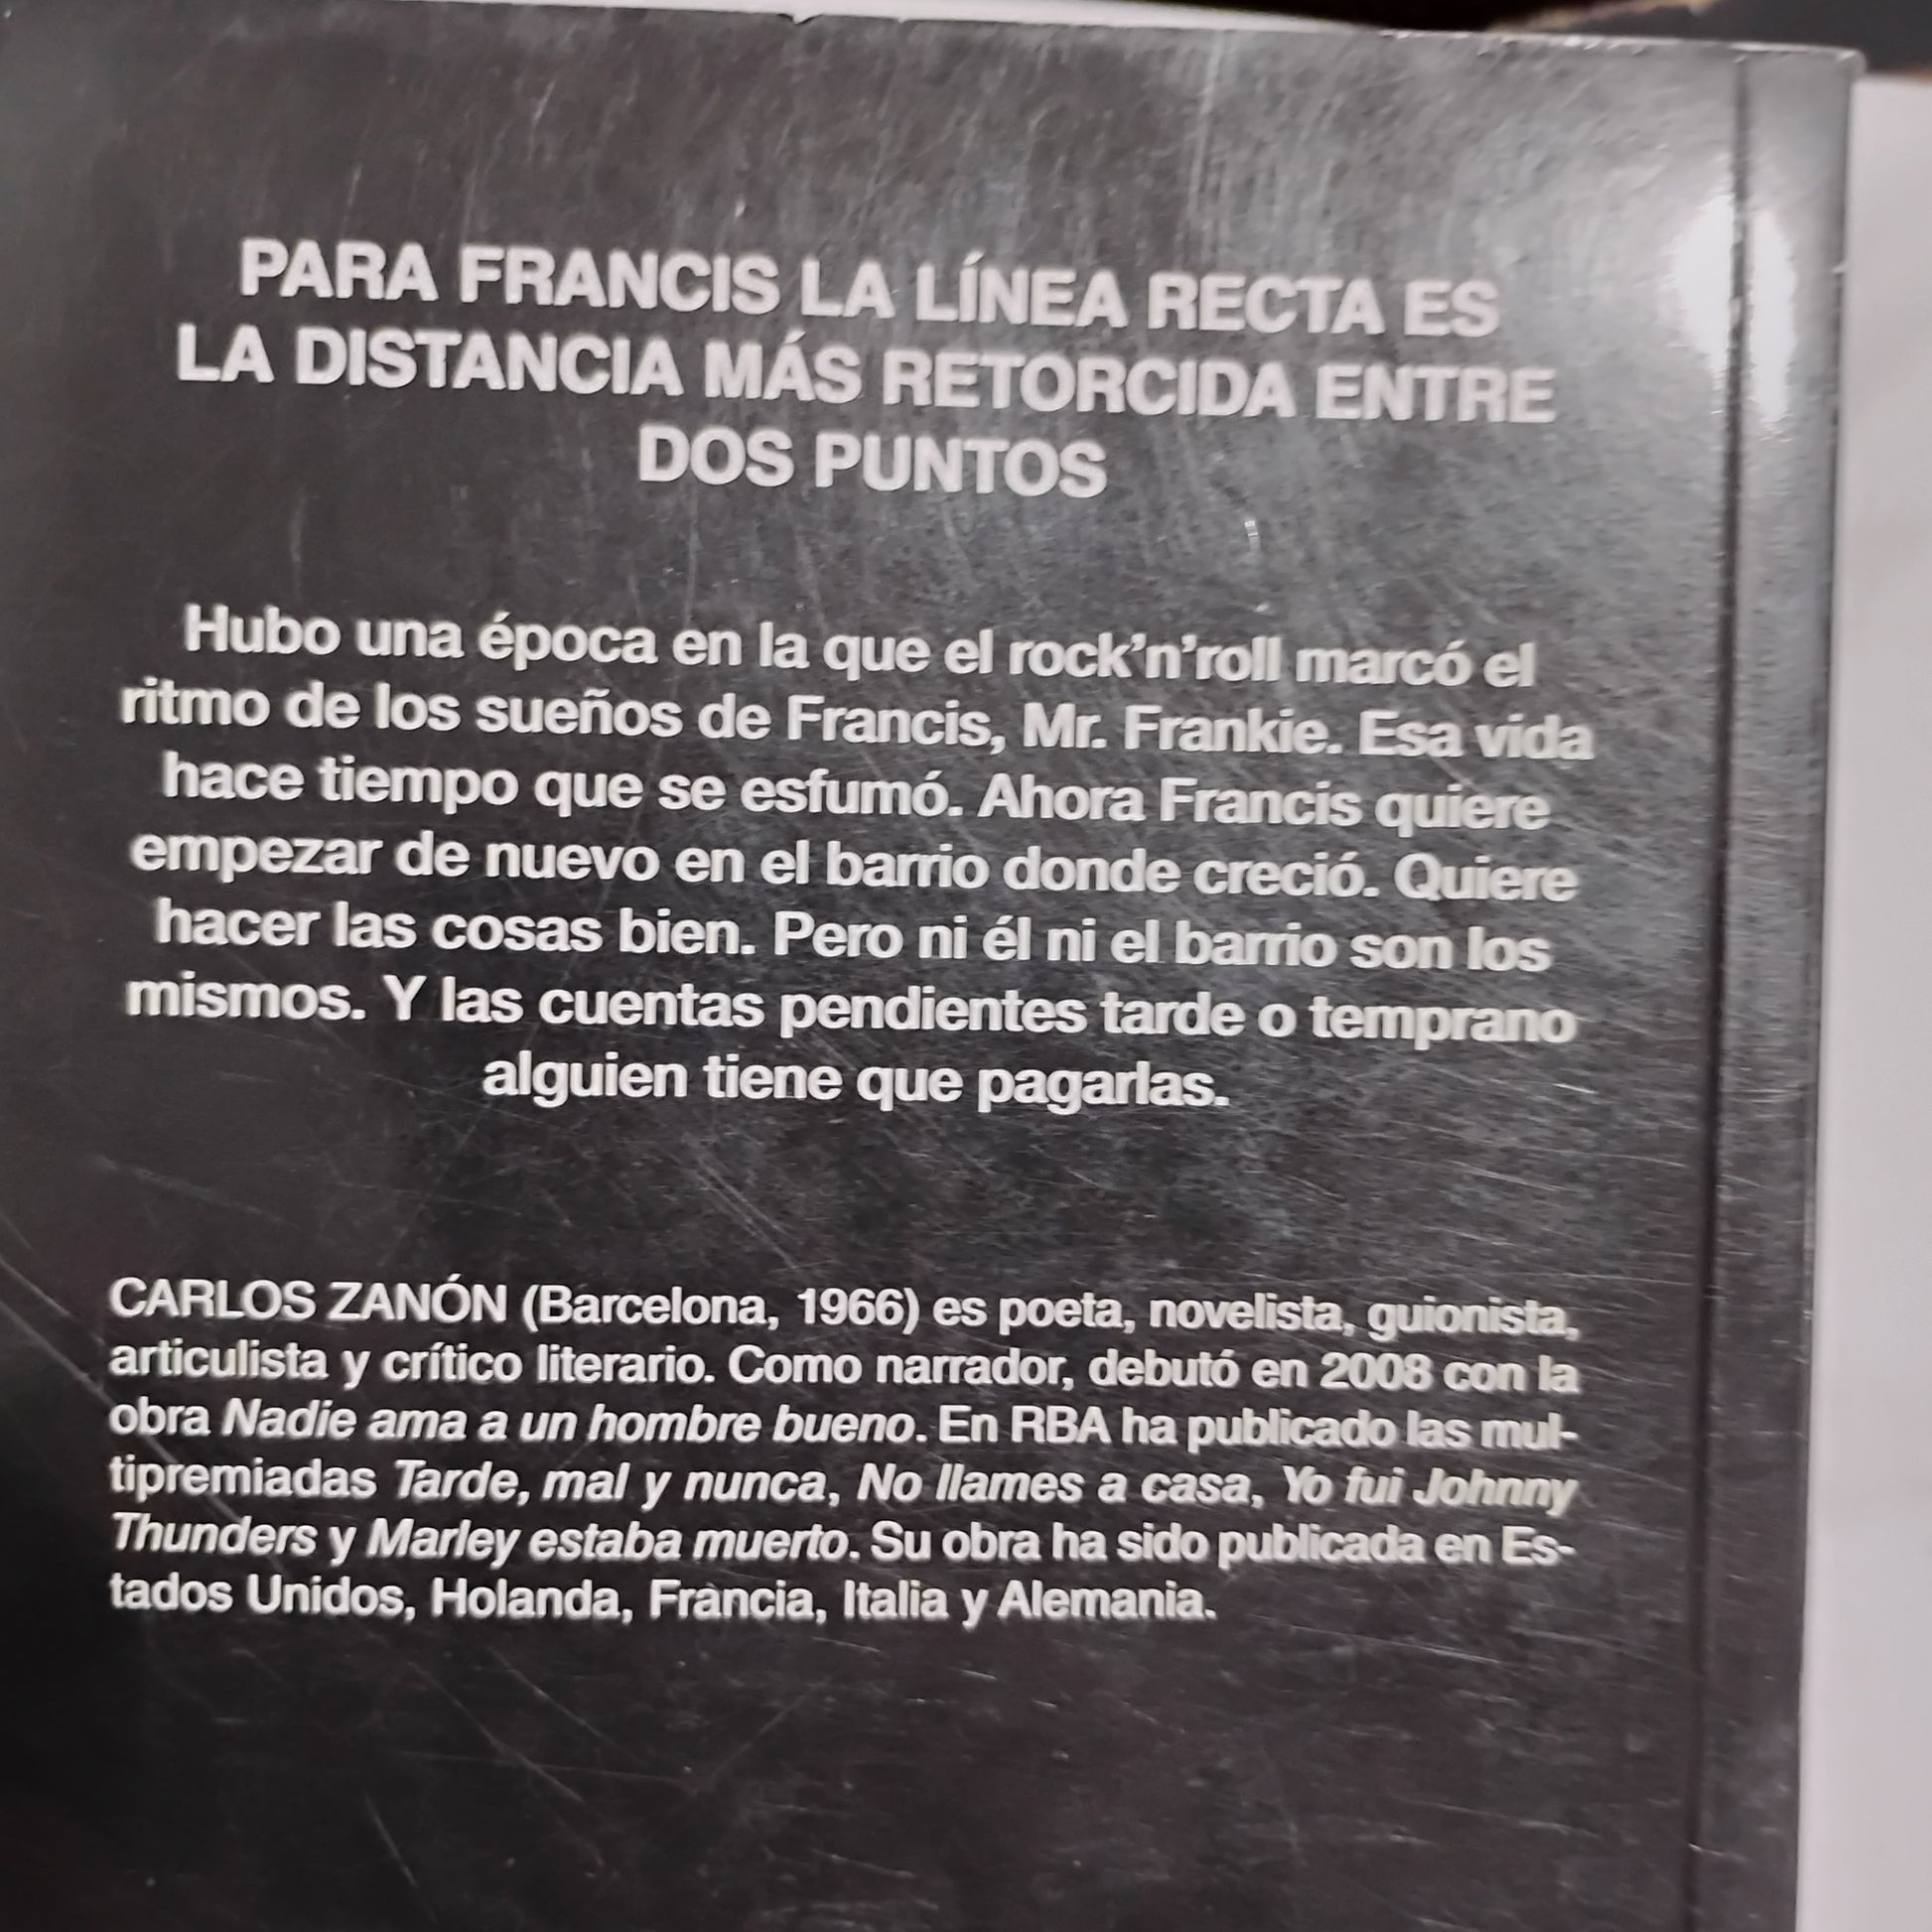 PARA FRANCIS LA LÍNEA RECTA ES
LA DISTANCIA MÁS RETORCIDA ENTRE
DOS PUNTOS
Hubo una época en la que el rock’n’roll marcó el
ritmo de los sueños de Francis, Mr. Frankie. Esa vida
hace tiempo que se esfumó. Ahora Francis quiere
empezar de nuevo en el barrio donde creció. Quiere
hacer las cosas bien. Pero ni él ni el barrio son los
mismos. Y las cuentas pendientes tarde o temprano
alguien tiene que pagarlas.
CARLOS ZANÓN (Barcelona, 1966) es poeta, novelista, guionista,
articulista y crítico literario. Como narrador, debutó en 2008 con la
obra Nadie ama a un hombre bueno. En RBA ha publicado las mul-
tipremiadas Tarde, mal y nunca, No llames a casa, Yo fui Johnny
Thunders y Marley estaba muerto. Su obra ha sido publicada en Es-
tados Unidos, Holanda, Francia, Italia y Alemania.